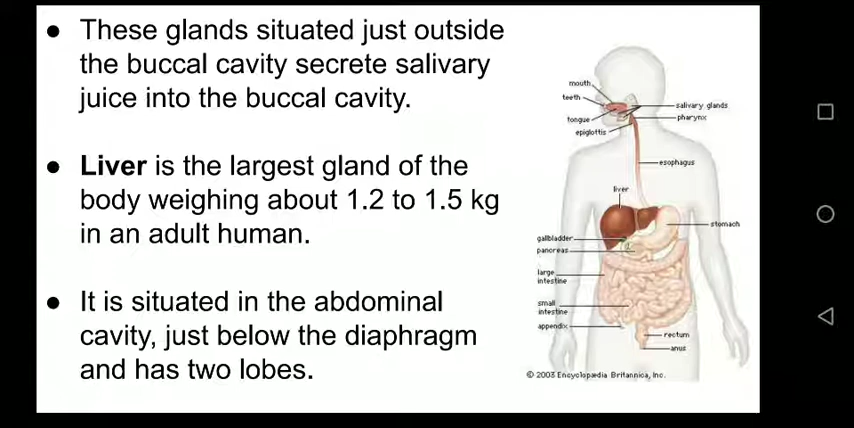 ● These glands situated just outside
the buccal cavity secrete salivary
juice into the buccal cavity.
● Liver is the largest gland of the
body weighing about 1.2 to 1.5 kg
in an adult human.
● It is situated in the abdominal
cavity, just below the diaphragm
and has two lobes.
mouth
teeth
salivary glands
tongue
pharynx
epiglottis
esophagus
liver
stomach
gallbladder
pancreas
large
intestine
small
intestine
appendix
rectum
anus
© 2003 Encyclopædia Britannica, Inc.